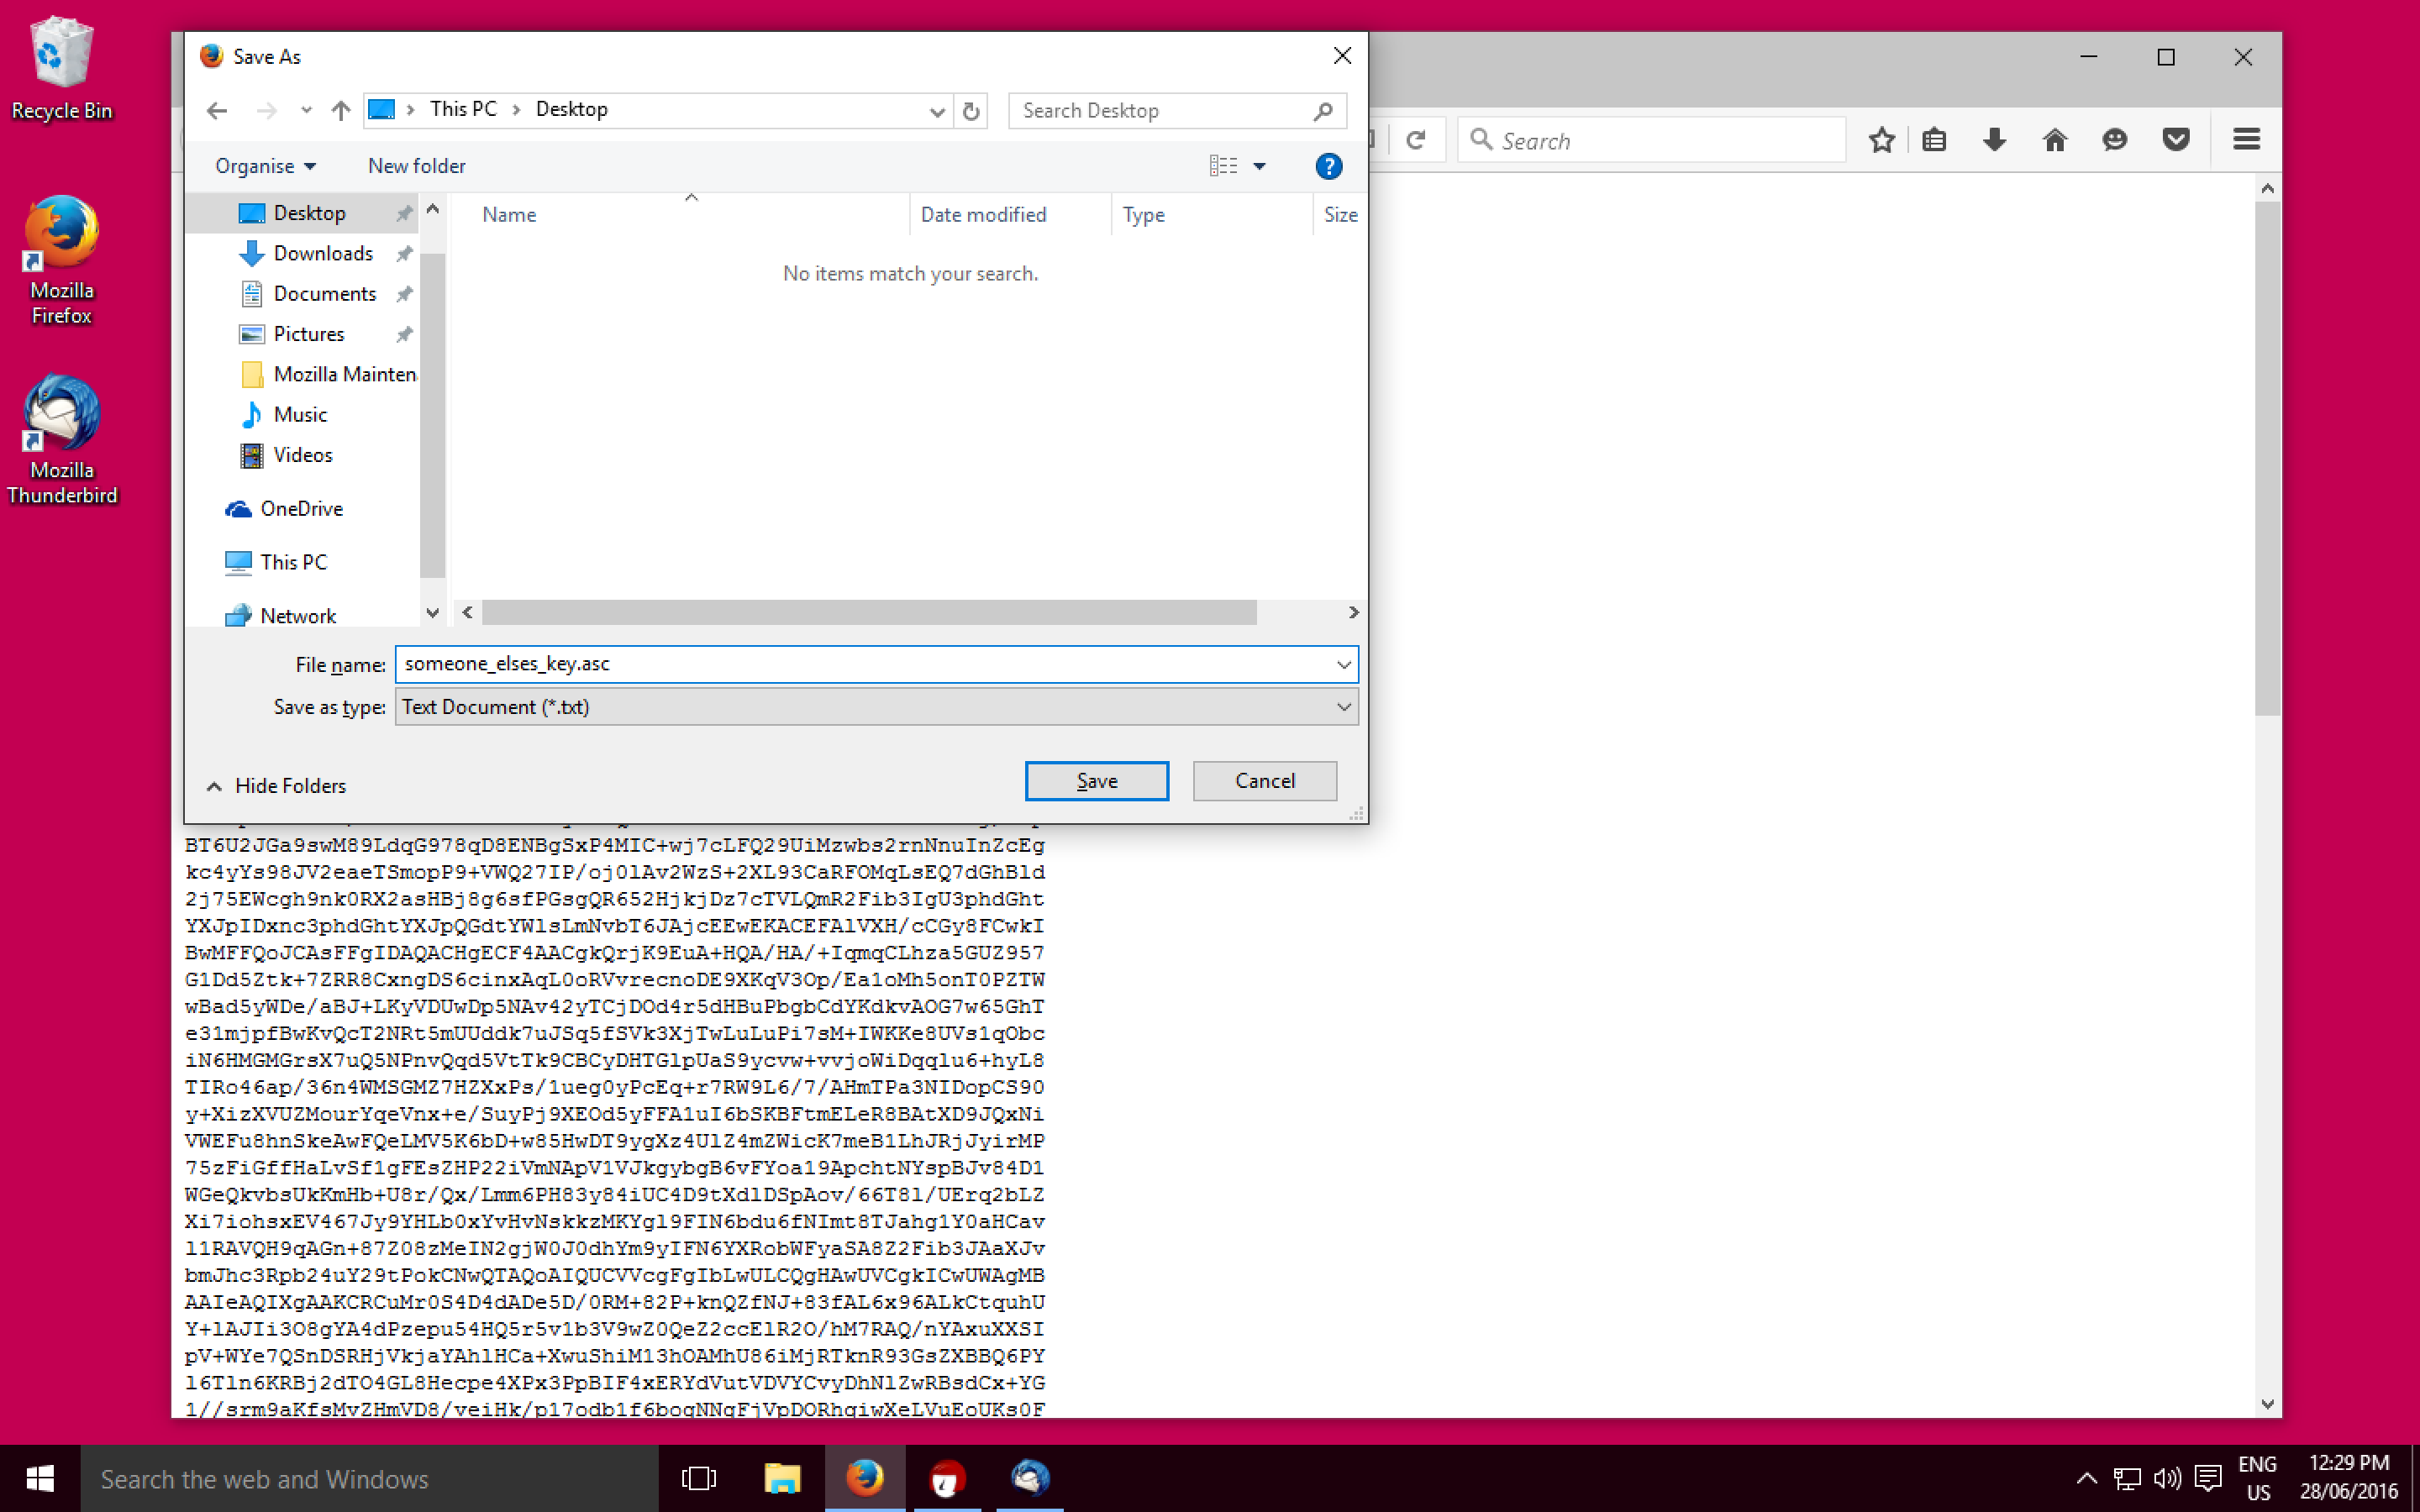 Recycle Bin
Mozilla
Firefox
Mozilla
Thunderbird
Save As
This PC
Desktop
Search Desktop
Search
Organise
New folder
?
Desktop
Downloads
Documents
Pictures
Mozilla Mainten
Music
Videos
OneDrive
This PC
Network
Name
Date modified
Type
Size
No items match your search.
File name:
someone_elses_key.asc
Save as type:
Text Document (*.txt)
Hide Folders
Save
Cancel
BT6U2JGa9swM89LdqG978qD8ENBgSxP4MIC+wj7cLFQ29UiMzwbs2rnNnuInZcEg
kc4yYs98JV2eaeTSmopP9+VWQ27IP/oj0lAv2WzS+2XL93CaRFOMqLsEQ7dGhBld
2j75EWcgh9nk0RX2asHBj8g6sfPGsgQR652HjkjDz7cTVLQmR2Fib3IgU3phdGht
YXJpIDxnc3phdGhtYXJpQGdtYWlsLmNvbT6JAjcEEwEKACEFAlVXH/cCGy8FCwkI
BwMFFQoJCAsFFgIDAQACHgECF4AACgkQrjK9EuA+HQA/HA/+IqmqCLhza5GUZ957
G1Dd5Ztk+7ZRR8CxngDS6cinxAqL0oRVvrecnoDE9XKqV3Op/Ea1oMh5onT0PZTW
wBad5yWDe/aBJ+LKyVDUwDp5NAv42yTCjDOd4r5dHBuPbgbCdYKdkvAOG7w65GhT
e31mjpfBwKvQcT2NRt5mUUddk7uJSq5fSVk3XjTwLuLuPi7sM+IWKKe8UVs1qObc
iN6HMGMGrsX7uQ5NPnvQqd5VtTk9CBCyDHTGlpUaS9ycvw+vvjoWiDqqlu6+hyL8
TIRo46ap/36n4WMSGMZ7HZXxPs/1ueg0yPcEq+r7RW9L6/7/AHmTPa3NIDopCS90
y+XizXVUZMourYqeVnx+e/SuyPj9XEOd5yFFA1uI6bSKBFtmELeR8BAtXD9JQxNi
VWEFu8hnSkeAwFQeLMV5K6bD+w85HwDT9ygXz4UlZ4mZWicK7meB1LhJRjJyirMP
75zFiGffHaLvSf1gFEsZHP22iVmNApV1VJkgybgB6vFYoa19ApchtNYspBJv84D1
WGeQkvbsUkKmHb+U8r/Qx/Lmm6PH83y84iUC4D9tXdlDSpAov/66T8l/UErq2bLZ
Xi7iohsxEV467Jy9YHLb0xYvHvNskkzMKYgl9FIN6bdu6fNImt8TJahg1Y0aHCav
l1RAVQH9qAGn+87Z08zMeIN2gjW0J0dhYm9yIFN6YXRobWFyaSA8Z2Fib3JAaXJv
bmJhc3Rpb24uY29tPokCNwQTAQoAIQUCVVcgFgIbLwULCQgHAwUVCgkICwUWAgMB
AAIeAQIXgAAKCRCuMr0S4D4dADe5D/0RM+82P+knQZfNJ+83fAL6x96ALkCtquhU
Y+lAJIi3O8gYA4dPzepu54HQ5r5v1b3V9wZ0QeZ2ccElR2O/hM7RAQ/nYAxuXXSI
pV+WYe7QSnDSRHjVkjaYAhlHCa+XwuShiM13hOAMhU86iMjRTknR93GsZXBBQ6PY
l6Tln6KRBj2dTO4GL8Hecpe4XPx3PpBIF4xERYdVutVDVYCvyDhNlZwRBsdCx+YG
1//srm9aKfsMvZHmVD8/veiHk/p17odb1f6boqNNqFjVpDORhqiwXeLVuEoUKs0F
Search the web and Windows
ENG
US
12:29 PM
28/06/2016